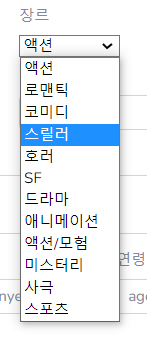 장르
액션
액션
로맨틱
코미디
스릴러
호러
SF
드라마
애니메이션
연령
액션/모험
미스터리
nye
age
사극
스포츠